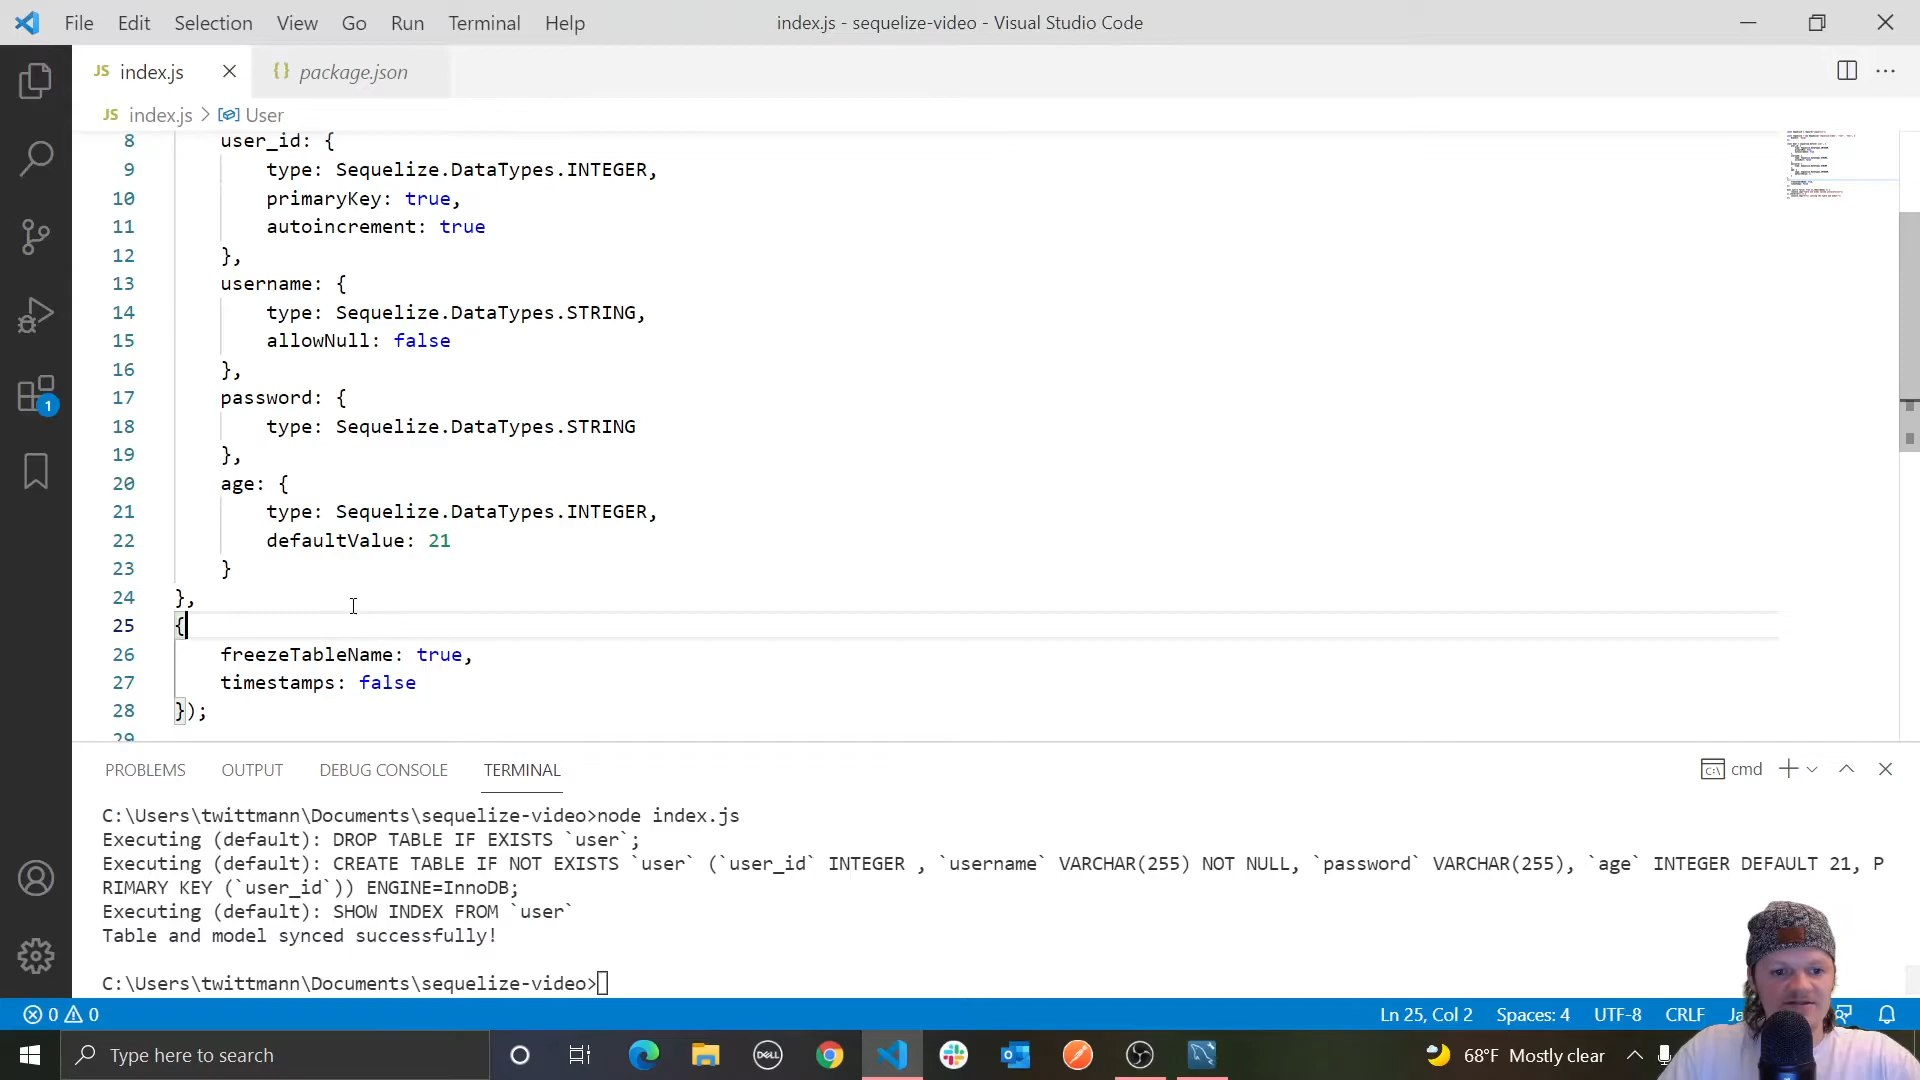 File Edit Selection View Go Run Terminal Help
index.js - sequelize-video - Visual Studio Code
JS index.js
{} package.json
JS index.js > User
8 user_id: {
9 type: Sequelize.DataTypes.INTEGER,
10 primaryKey: true,
11 autoincrement: true
12 },
13 username: {
14 type: Sequelize.DataTypes.STRING,
15 allowNull: false
16 },
17 password: {
18 type: Sequelize.DataTypes.STRING
19 },
20 age: {
21 type: Sequelize.DataTypes.INTEGER,
22 defaultValue: 21
23 }
24 },
25 {
26 freezeTableName: true,
27 timestamps: false
28 });
29
1
PROBLEMS OUTPUT DEBUG CONSOLE TERMINAL
cmd
C:\Users\twittmann\Documents\sequelize-video>node index.js
Executing (default): DROP TABLE IF EXISTS `user`;
Executing (default): CREATE TABLE IF NOT EXISTS `user` (`user_id` INTEGER , `username` VARCHAR(255) NOT NULL, `password` VARCHAR(255), `age` INTEGER DEFAULT 21, P
RIMARY KEY (`user_id`)) ENGINE=InnoDB;
Executing (default): SHOW INDEX FROM `user`
Table and model synced successfully!
C:\Users\twittmann\Documents\sequelize-video>
0 0
Ln 25, Col 2 Spaces: 4 UTF-8 CRLF Ja
Type here to search
DELL
68°F Mostly clear